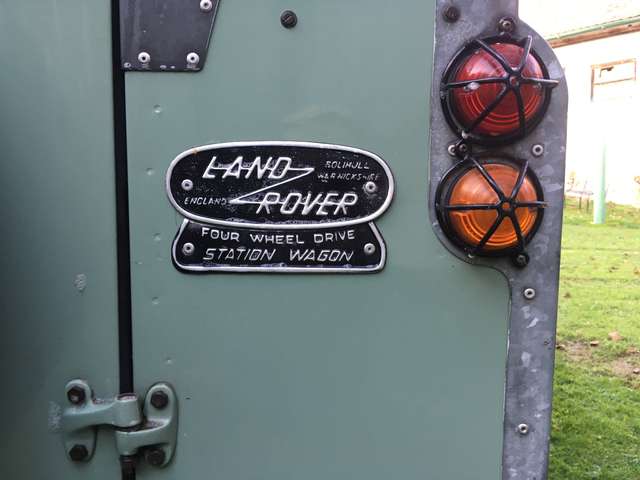 LAND ROVER
SOLIHULL
WARWICKSHIRE
ENGLAND
FOUR WHEEL DRIVE
STATION WAGON